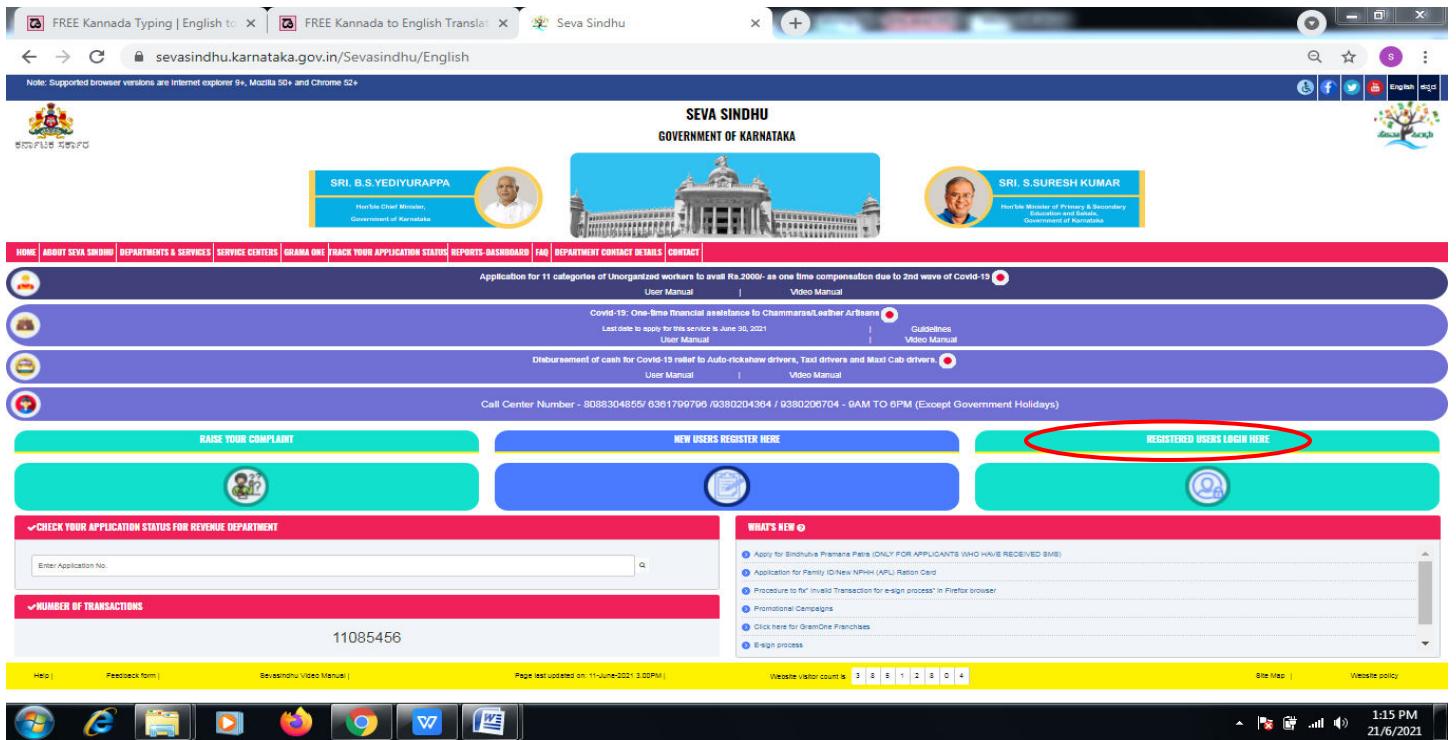 FREE Kannada Typing | English to
FREE Kannada to English Translat
Seva Sindhu
sevasindhu.karnataka.gov.in/Sevasindhu/English
S
Note: Supported browser versions are Internet explorer 9+, Mozilla 50+ and Chrome 52+
English ಕನ್ನಡ
ಕರ್ನಾಟಕ ಸರ್ಕಾರ
SEVA SINDHU
GOVERNMENT OF KARNATAKA
ಸೇವಾ ಸಿಂಧು
SRI. B.S.YEDIYURAPPA
Hon'ble Chief Minister,
Government of Karnataka
SRI. S.SURESH KUMAR
Hon'ble Minister of Primary & Secondary
Education and Sakala,
Government of Karnataka
HOME ABOUT SEVA SINDHU DEPARTMENTS & SERVICES SERVICE CENTERS GRAMA ONE TRACK YOUR APPLICATION STATUS REPORTS-DASHBOARD FAQ DEPARTMENT CONTACT DETAILS CONTACT
Application for 11 categories of Unorganized workers to avail Rs.2000/- as one time compensation due to 2nd wave of Covid-19
User Manual | Video Manual
Covid-19: One-time financial assistance to Chammaras/Leather Artisans
Last date to apply for this service is June 30, 2021 | Guidelines
User Manual | Video Manual
Disbursement of cash for Covid-19 relief to Auto-rickshaw drivers, Taxi drivers and Maxi Cab drivers.
User Manual | Video Manual
Call Center Number - 8088304855/ 6361799796 /9380204364 / 9380206704 - 9AM TO 6PM (Except Government Holidays)
RAISE YOUR COMPLAINT
NEW USERS REGISTER HERE
REGISTERED USERS LOGIN HERE
CHECK YOUR APPLICATION STATUS FOR REVENUE DEPARTMENT
Enter Application No.
NUMBER OF TRANSACTIONS
11085456
WHAT'S NEW
Apply for Sindhutva Pramana Patra (ONLY FOR APPLICANTS WHO HAVE RECEIVED SMS)
Application for Family ID/New NPHH (APL) Ration Card
Procedure to fix" Invalid Transaction for e-sign process" in Firefox browser
Promotional Campaigns
Click here for GramOne Franchises
E-sign process
Help | Feedback form | Sevasindhu Video Manual | Page last updated on: 11-June-2021 3.00PM | Website visitor count is 3 8 5 1 2 8 0 4 Site Map | Website policy
1:15 PM
21/6/2021